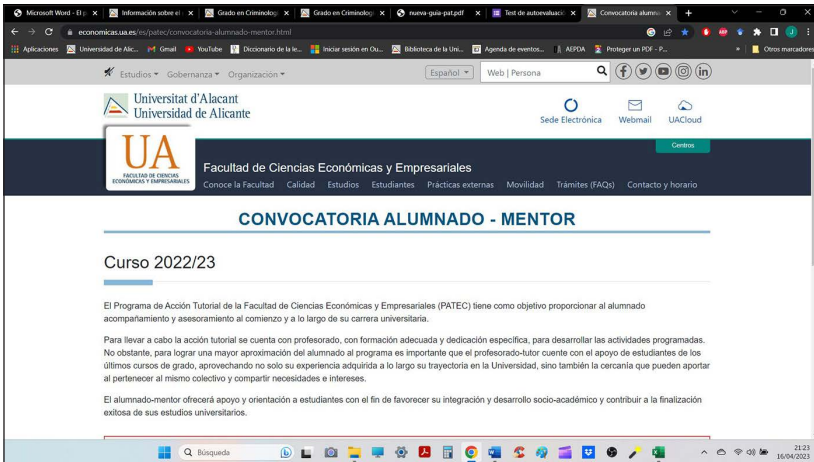 Microsoft Word - El p
Información sobre el
Grado en Criminolog
Grado en Criminolog
nueva-guia-pat.pdf
Test de autoevaluaci
Convocatoria alumna
economicas.ua.es/es/patec/convocatoria-alumnado-mentor.html
Aplicaciones
Universidad de Alic...
Gmail
YouTube
Diccionario de la le...
Iniciar sesión en Ou...
Biblioteca de la Uni...
Agenda de eventos...
AEPDA
Proteger un PDF - P...
»
Otros marcadores
Estudios Gobernanza Organización
Español
Web | Persona
Universitat d'Alacant
Universidad de Alicante
Sede Electrónica
Webmail
UACloud
Centros
UA
FACULTAD DE CIENCIAS
ECONÓMICAS Y EMPRESARIALES
Facultad de Ciencias Económicas y Empresariales
Conoce la Facultad Calidad Estudios Estudiantes Prácticas externas Movilidad Trámites (FAQs) Contacto y horario
CONVOCATORIA ALUMNADO - MENTOR
Curso 2022/23
El Programa de Acción Tutorial de la Facultad de Ciencias Económicas y Empresariales (PATEC) tiene como objetivo proporcionar al alumnado
acompañamiento y asesoramiento al comienzo y a lo largo de su carrera universitaria.
Para llevar a cabo la acción tutorial se cuenta con profesorado, con formación adecuada y dedicación específica, para desarrollar las actividades programadas.
No obstante, para lograr una mayor aproximación del alumnado al programa es importante que el profesorado-tutor cuente con el apoyo de estudiantes de los
últimos cursos de grado, aprovechando no solo su experiencia adquirida a lo largo su trayectoria en la Universidad, sino también la cercanía que pueden aportar
al pertenecer al mismo colectivo y compartir necesidades e intereses.
El alumnado-mentor ofrecerá apoyo y orientación a estudiantes con el fin de favorecer su integración y desarrollo socio-académico y contribuir a la finalización
exitosa de sus estudios universitarios.
Búsqueda
21:23
16/04/2023